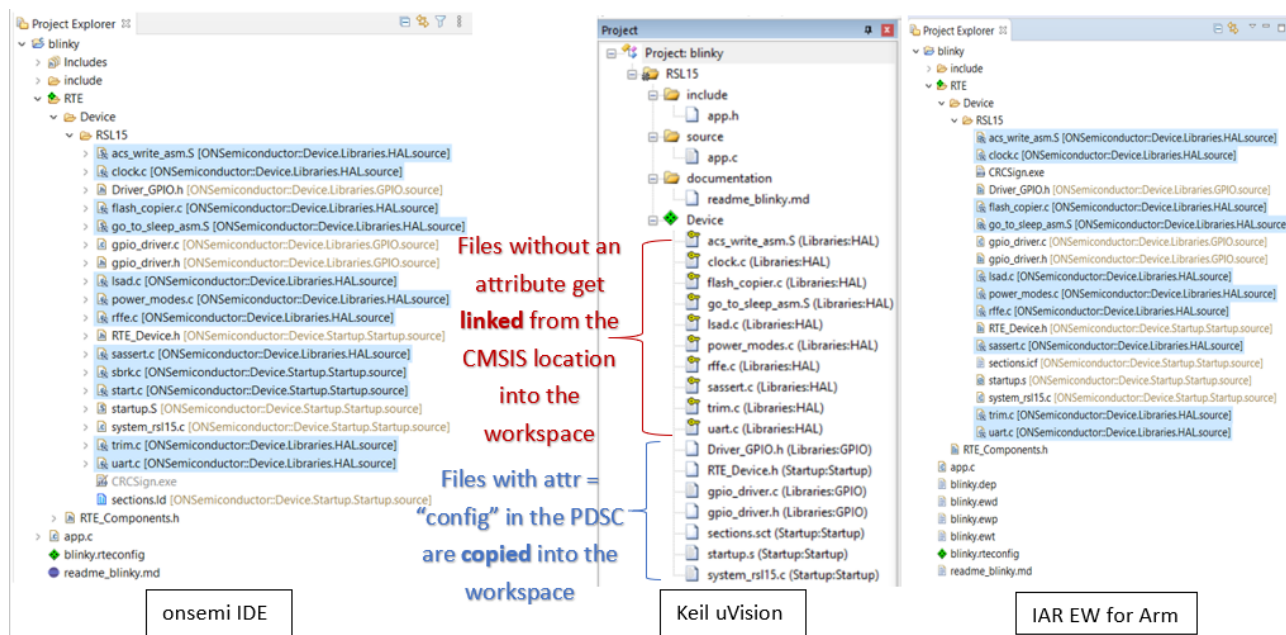 Project Explorer
blinky
Includes
include
RTE
Device
RSL15
acs_write_asm.S [ONSemiconductor::Device.Libraries.HAL.source]
clock.c [ONSemiconductor::Device.Libraries.HAL.source]
Driver_GPIO.h [ONSemiconductor::Device.Libraries.GPIO.source]
flash_copier.c [ONSemiconductor::Device.Libraries.HAL.source]
go_to_sleep_asm.S [ONSemiconductor::Device.Libraries.HAL.source]
gpio_driver.c [ONSemiconductor::Device.Libraries.GPIO.source]
gpio_driver.h [ONSemiconductor::Device.Libraries.GPIO.source]
lsad.c [ONSemiconductor::Device.Libraries.HAL.source]
power_modes.c [ONSemiconductor::Device.Libraries.HAL.source]
rffe.c [ONSemiconductor::Device.Libraries.HAL.source]
RTE_Device.h [ONSemiconductor::Device.Startup.Startup.source]
sassert.c [ONSemiconductor::Device.Libraries.HAL.source]
sbrk.c [ONSemiconductor::Device.Startup.Startup.source]
start.c [ONSemiconductor::Device.Startup.Startup.source]
startup.S [ONSemiconductor::Device.Startup.Startup.source]
system_rsl15.c [ONSemiconductor::Device.Startup.Startup.source]
trim.c [ONSemiconductor::Device.Libraries.HAL.source]
uart.c [ONSemiconductor::Device.Libraries.HAL.source]
CRCSign.exe
sections.ld [ONSemiconductor::Device.Startup.Startup.source]
RTE_Components.h
app.c
blinky.rteconfig
readme_blinky.md
onsemi IDE
Files without an
attribute get
linked from the
CMSIS location
into the
workspace
Files with attr =
“config” in the PDSC
are copied into the
workspace
Project
Project: blinky
RSL15
include
app.h
source
app.c
documentation
readme_blinky.md
Device
acs_write_asm.S (Libraries:HAL)
clock.c (Libraries:HAL)
flash_copier.c (Libraries:HAL)
go_to_sleep_asm.S (Libraries:HAL)
lsad.c (Libraries:HAL)
power_modes.c (Libraries:HAL)
rffe.c (Libraries:HAL)
sassert.c (Libraries:HAL)
trim.c (Libraries:HAL)
uart.c (Libraries:HAL)
Driver_GPIO.h (Libraries:GPIO)
RTE_Device.h (Startup:Startup)
gpio_driver.c (Libraries:GPIO)
gpio_driver.h (Libraries:GPIO)
sections.sct (Startup:Startup)
startup.s (Startup:Startup)
system_rsl15.c (Startup:Startup)
Keil uVision
Project Explorer
blinky
include
RTE
Device
RSL15
acs_write_asm.S [ONSemiconductor::Device.Libraries.HAL.source]
clock.c [ONSemiconductor::Device.Libraries.HAL.source]
CRCSign.exe
Driver_GPIO.h [ONSemiconductor::Device.Libraries.GPIO.source]
flash_copier.c [ONSemiconductor::Device.Libraries.HAL.source]
go_to_sleep_asm.S [ONSemiconductor::Device.Libraries.HAL.source]
gpio_driver.c [ONSemiconductor::Device.Libraries.GPIO.source]
gpio_driver.h [ONSemiconductor::Device.Libraries.GPIO.source]
lsad.c [ONSemiconductor::Device.Libraries.HAL.source]
power_modes.c [ONSemiconductor::Device.Libraries.HAL.source]
rffe.c [ONSemiconductor::Device.Libraries.HAL.source]
RTE_Device.h [ONSemiconductor::Device.Startup.Startup.source]
sassert.c [ONSemiconductor::Device.Libraries.HAL.source]
sections.icf [ONSemiconductor::Device.Startup.Startup.source]
startup.s [ONSemiconductor::Device.Startup.Startup.source]
system_rsl15.c [ONSemiconductor::Device.Startup.Startup.source]
trim.c [ONSemiconductor::Device.Libraries.HAL.source]
uart.c [ONSemiconductor::Device.Libraries.HAL.source]
RTE_Components.h
app.c
blinky.dep
blinky.ewd
blinky.ewp
blinky.ewt
blinky.rteconfig
readme_blinky.md
IAR EW for Arm